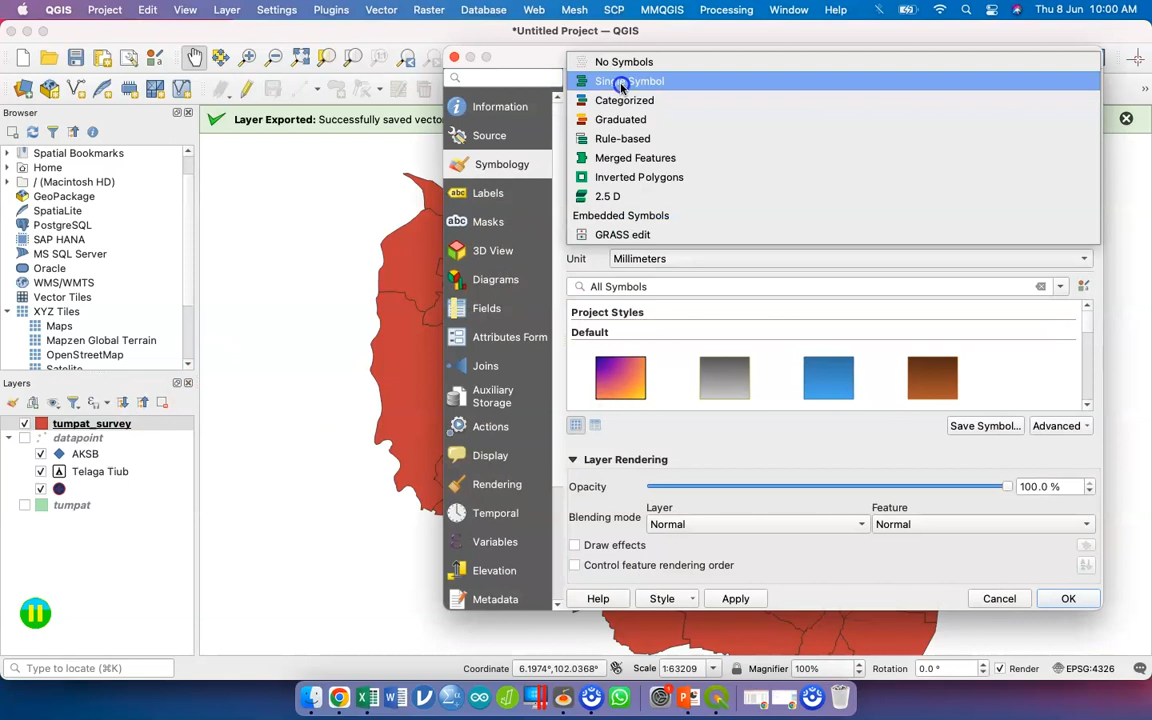 QGIS Project Edit View Layer Settings Plugins Vector Raster Database Web Mesh SCP MMQGIS Processing Window Help Thu 8 Jun 10:00 AM
*Untitled Project — QGIS
Browser
Spatial Bookmarks
Home
/ (Macintosh HD)
GeoPackage
SpatiaLite
PostgreSQL
SAP HANA
MS SQL Server
Oracle
WMS/WMTS
Vector Tiles
XYZ Tiles
Maps
Mapzen Global Terrain
OpenStreetMap
Layers
tumpat_survey
datapoint
AKSB
Telaga Tiub
tumpat
Layer Exported: Successfully saved vecto
Information
Source
Symbology
Labels
Masks
3D View
Diagrams
Fields
Attributes Form
Joins
Auxiliary
Storage
Actions
Display
Rendering
Temporal
Variables
Elevation
Metadata
No Symbols
Single Symbol
Categorized
Graduated
Rule-based
Merged Features
Inverted Polygons
2.5 D
Embedded Symbols
GRASS edit
Unit Millimeters
All Symbols
Project Styles
Default
Save Symbol... Advanced
Layer Rendering
Opacity 100.0 %
Layer Feature
Blending mode Normal Normal
Draw effects
Control feature rendering order
Help Style Apply Cancel OK
Type to locate (⌘K) Coordinate 6.1974°,102.0368° Scale 1:63209 Magnifier 100% Rotation 0.0 ° Render EPSG:4326